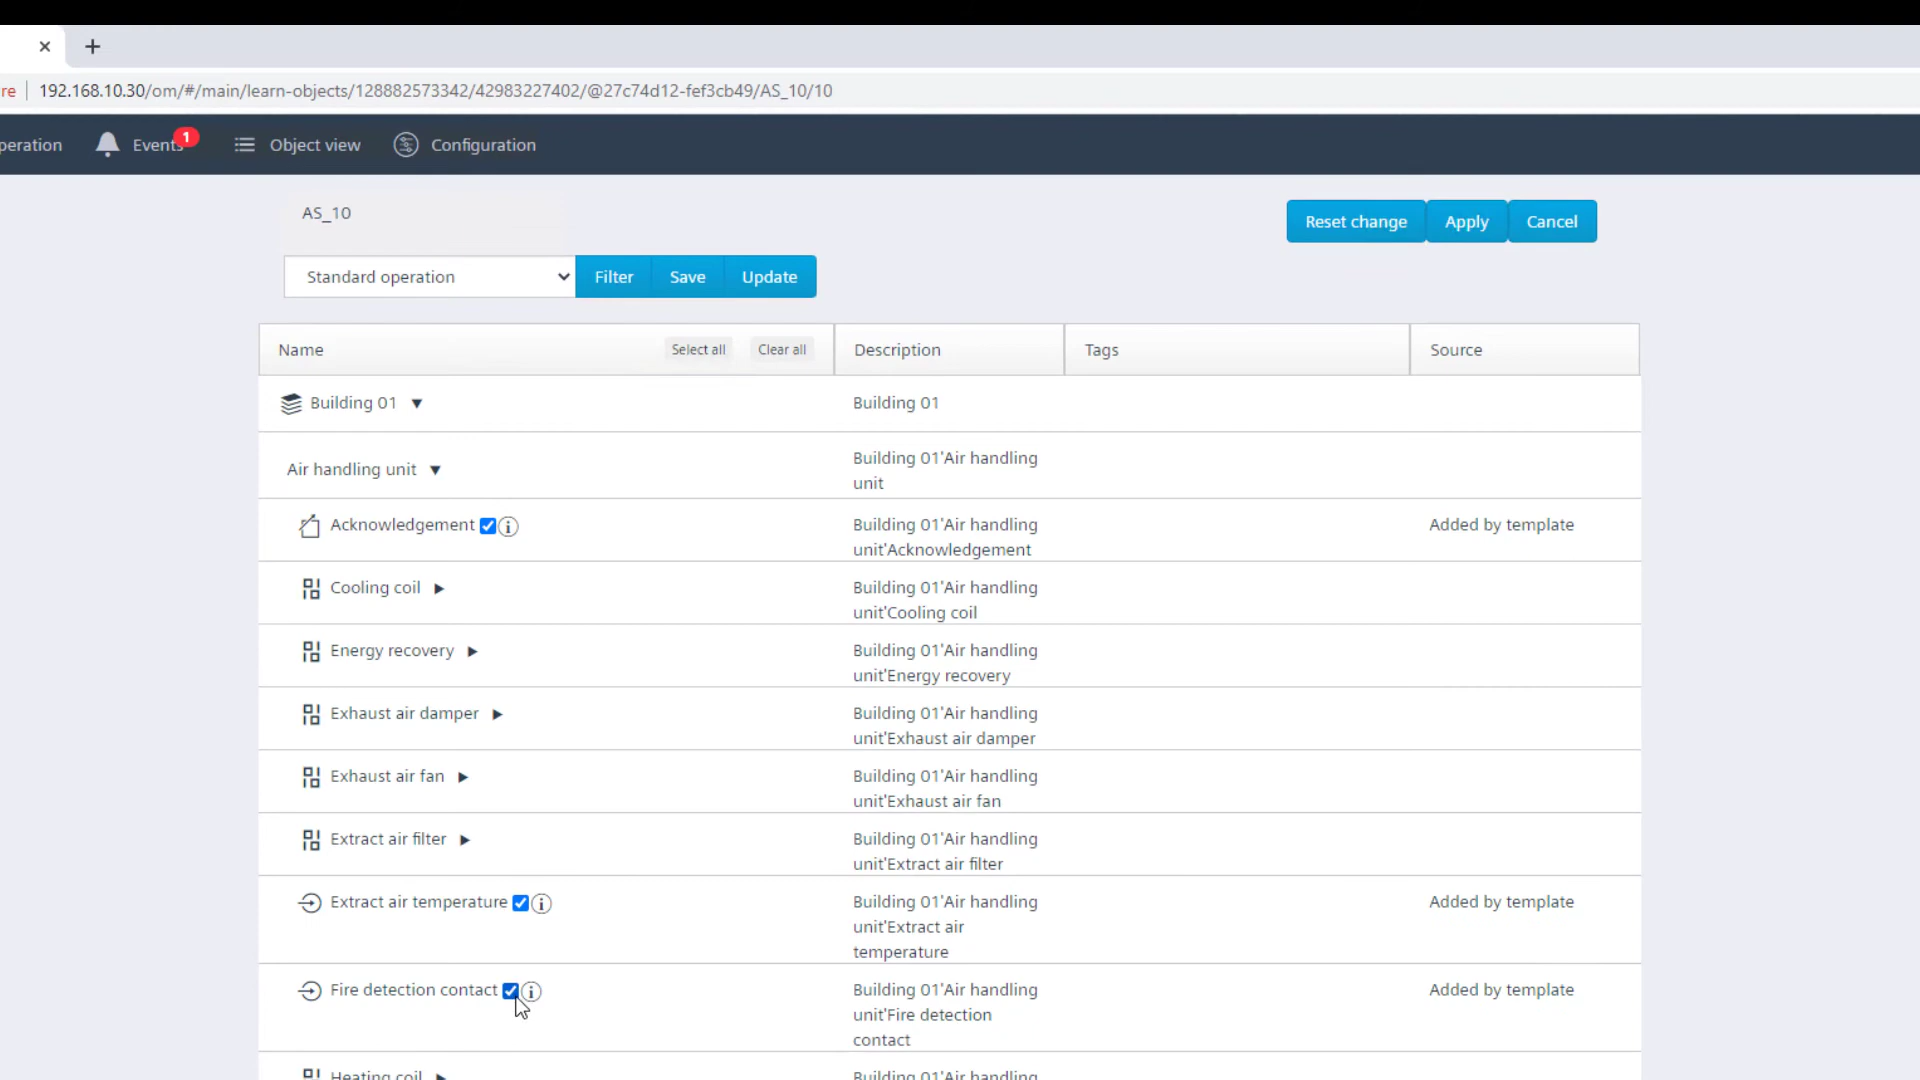 re 192.168.10.30/om/#/main/learn-objects/128882573342/42983227402/@27c74d12-fef3cb49/AS_10/10
peration Events 1 Object view Configuration
AS_10
Reset change Apply Cancel
Standard operation Filter Save Update
Name Select all Clear all Description Tags Source
Building 01 Building 01
Air handling unit Building 01'Air handling
unit
Acknowledgement Building 01'Air handling Added by template
unit'Acknowledgement
Cooling coil Building 01'Air handling
unit'Cooling coil
Energy recovery Building 01'Air handling
unit'Energy recovery
Exhaust air damper Building 01'Air handling
unit'Exhaust air damper
Exhaust air fan Building 01'Air handling
unit'Exhaust air fan
Extract air filter Building 01'Air handling
unit'Extract air filter
Extract air temperature Building 01'Air handling Added by template
unit'Extract air
temperature
Fire detection contact Building 01'Air handling Added by template
unit'Fire detection
contact
Heating coil Building 01'Air handling